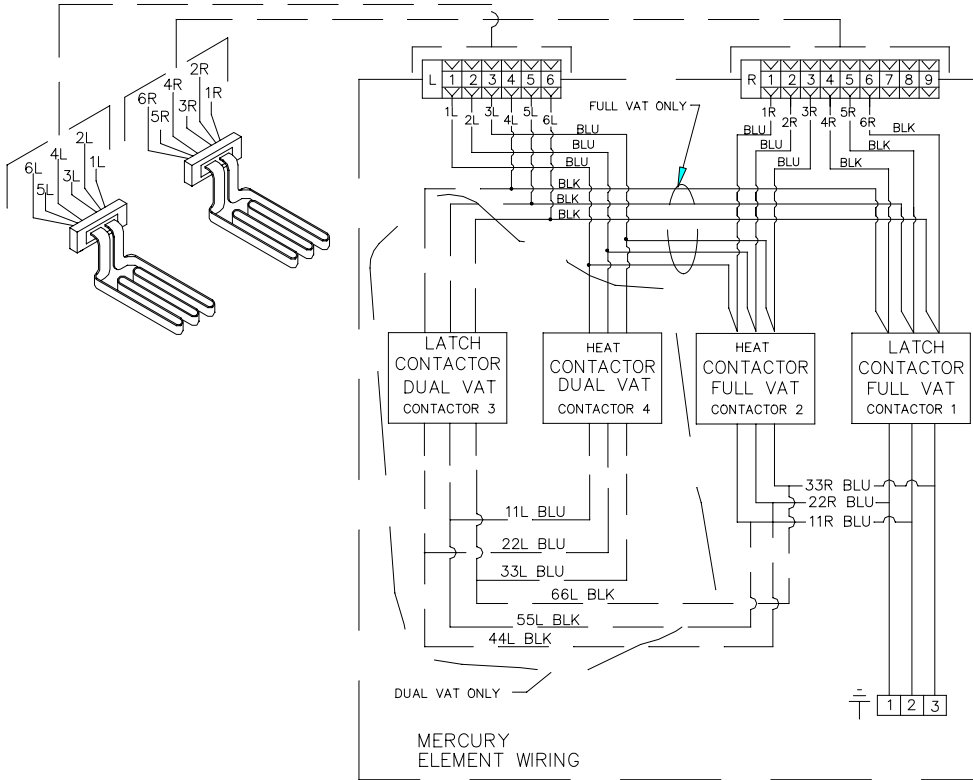 2R
4R
1R
3R
6R
5R
2L
4L
1L
3L
6L
5L
L 1 2 3 4 5 6
R 1 2 3 4 5 6 7 8 9
1L 2L 3L 4L 5L 6L
1R 2R 3R 4R 5R 6R
FULL VAT ONLY
BLU
BLU
BLU
BLU
BLU
BLU
BLK
BLK
BLK
BLK
BLK
BLK
LATCH
CONTACTOR
DUAL VAT
CONTACTOR 3
HEAT
CONTACTOR
DUAL VAT
CONTACTOR 4
HEAT
CONTACTOR
FULL VAT
CONTACTOR 2
LATCH
CONTACTOR
FULL VAT
CONTACTOR 1
33R BLU
22R BLU
11R BLU
11L BLU
22L BLU
33L BLU
66L BLK
55L BLK
44L BLK
DUAL VAT ONLY
1 2 3
MERCURY
ELEMENT WIRING